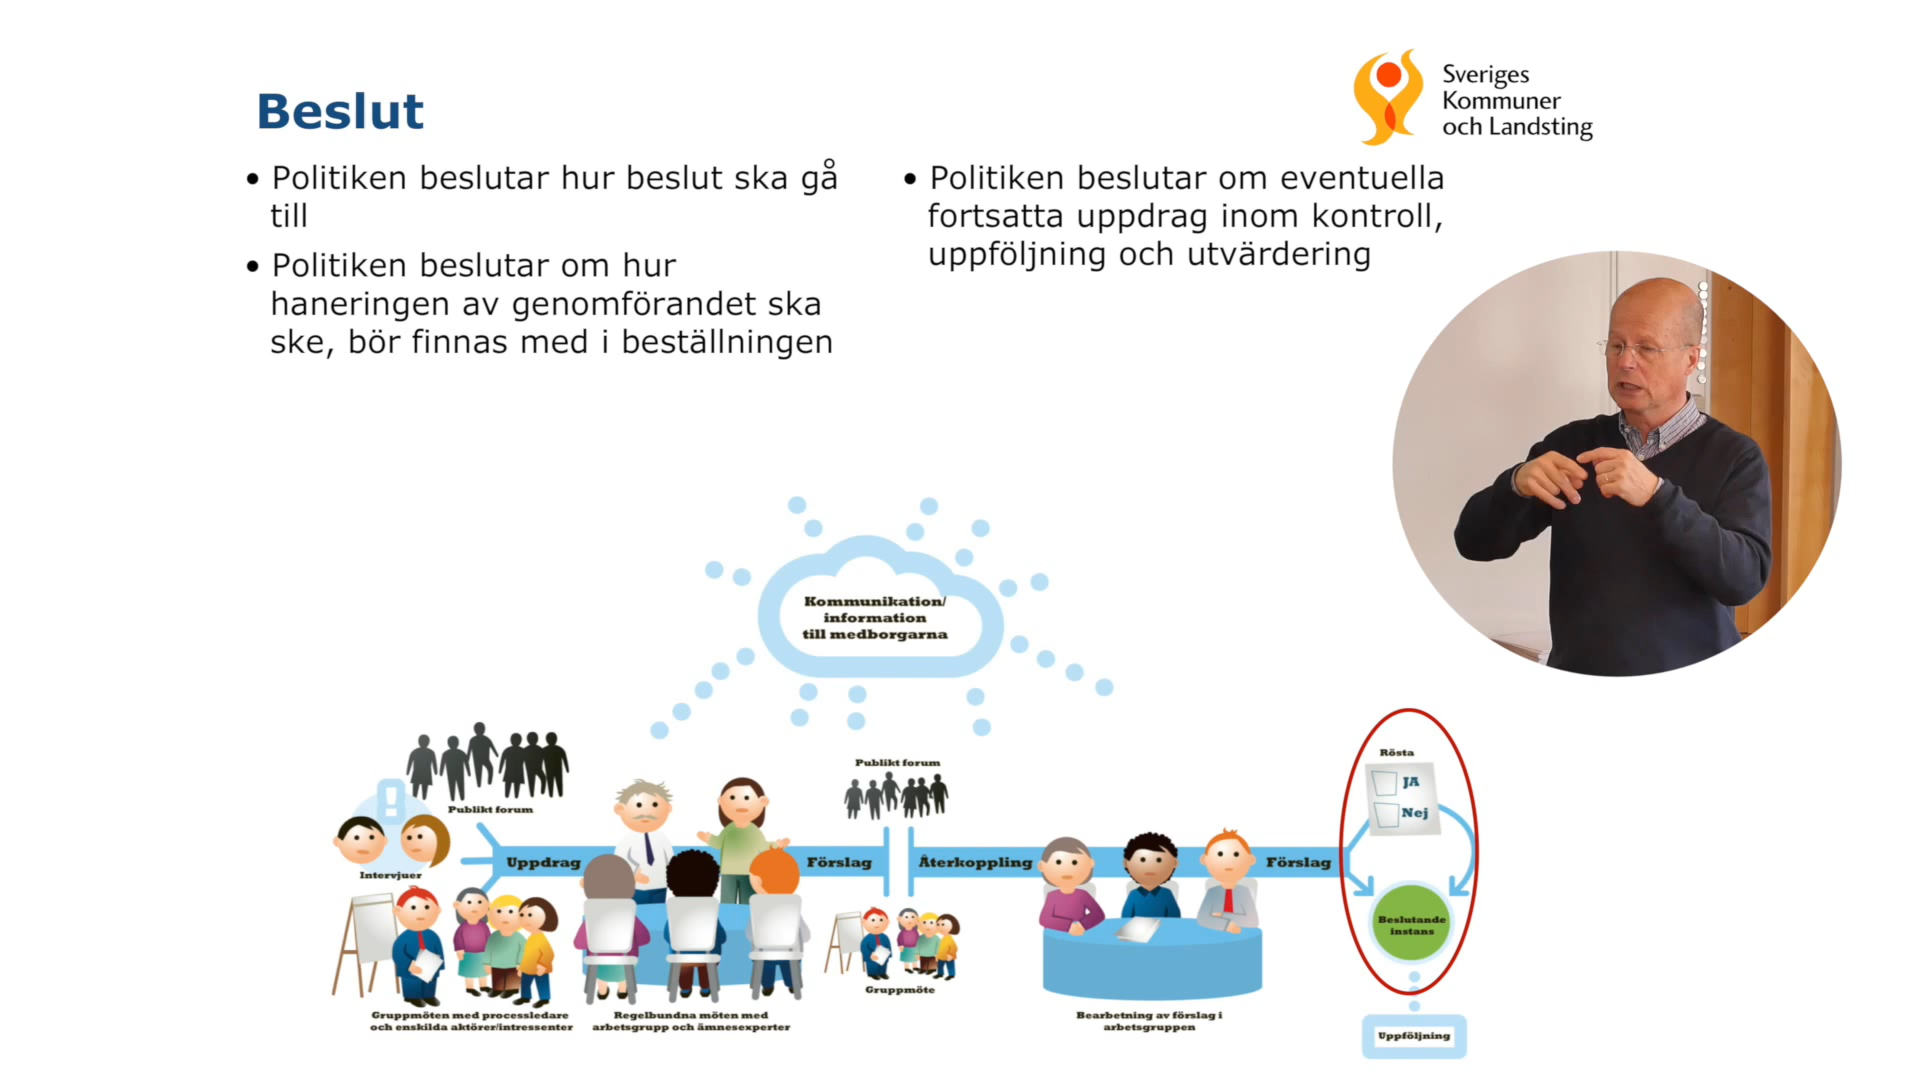 Beslut
Sveriges
Kommuner
och Landsting
• Politiken beslutar hur beslut ska gå
till
• Politiken beslutar om hur
haneringen av genomförandet ska
ske, bör finnas med i beställningen
• Politiken beslutar om eventuella
fortsatta uppdrag inom kontroll,
uppföljning och utvärdering
Kommunikation/
information
till medborgarna
Publikt forum
Intervjuer
Uppdrag
Gruppmöten med processledare
och enskilda aktörer/intressenter
Regelbundna möten med
arbetsgrupp och ämnesexperter
Förslag
Publikt forum
Återkoppling
Gruppmöte
Bearbetning av förslag i
arbetsgruppen
Förslag
Rösta
JA
Nej
Beslutande
instans
Uppföljning